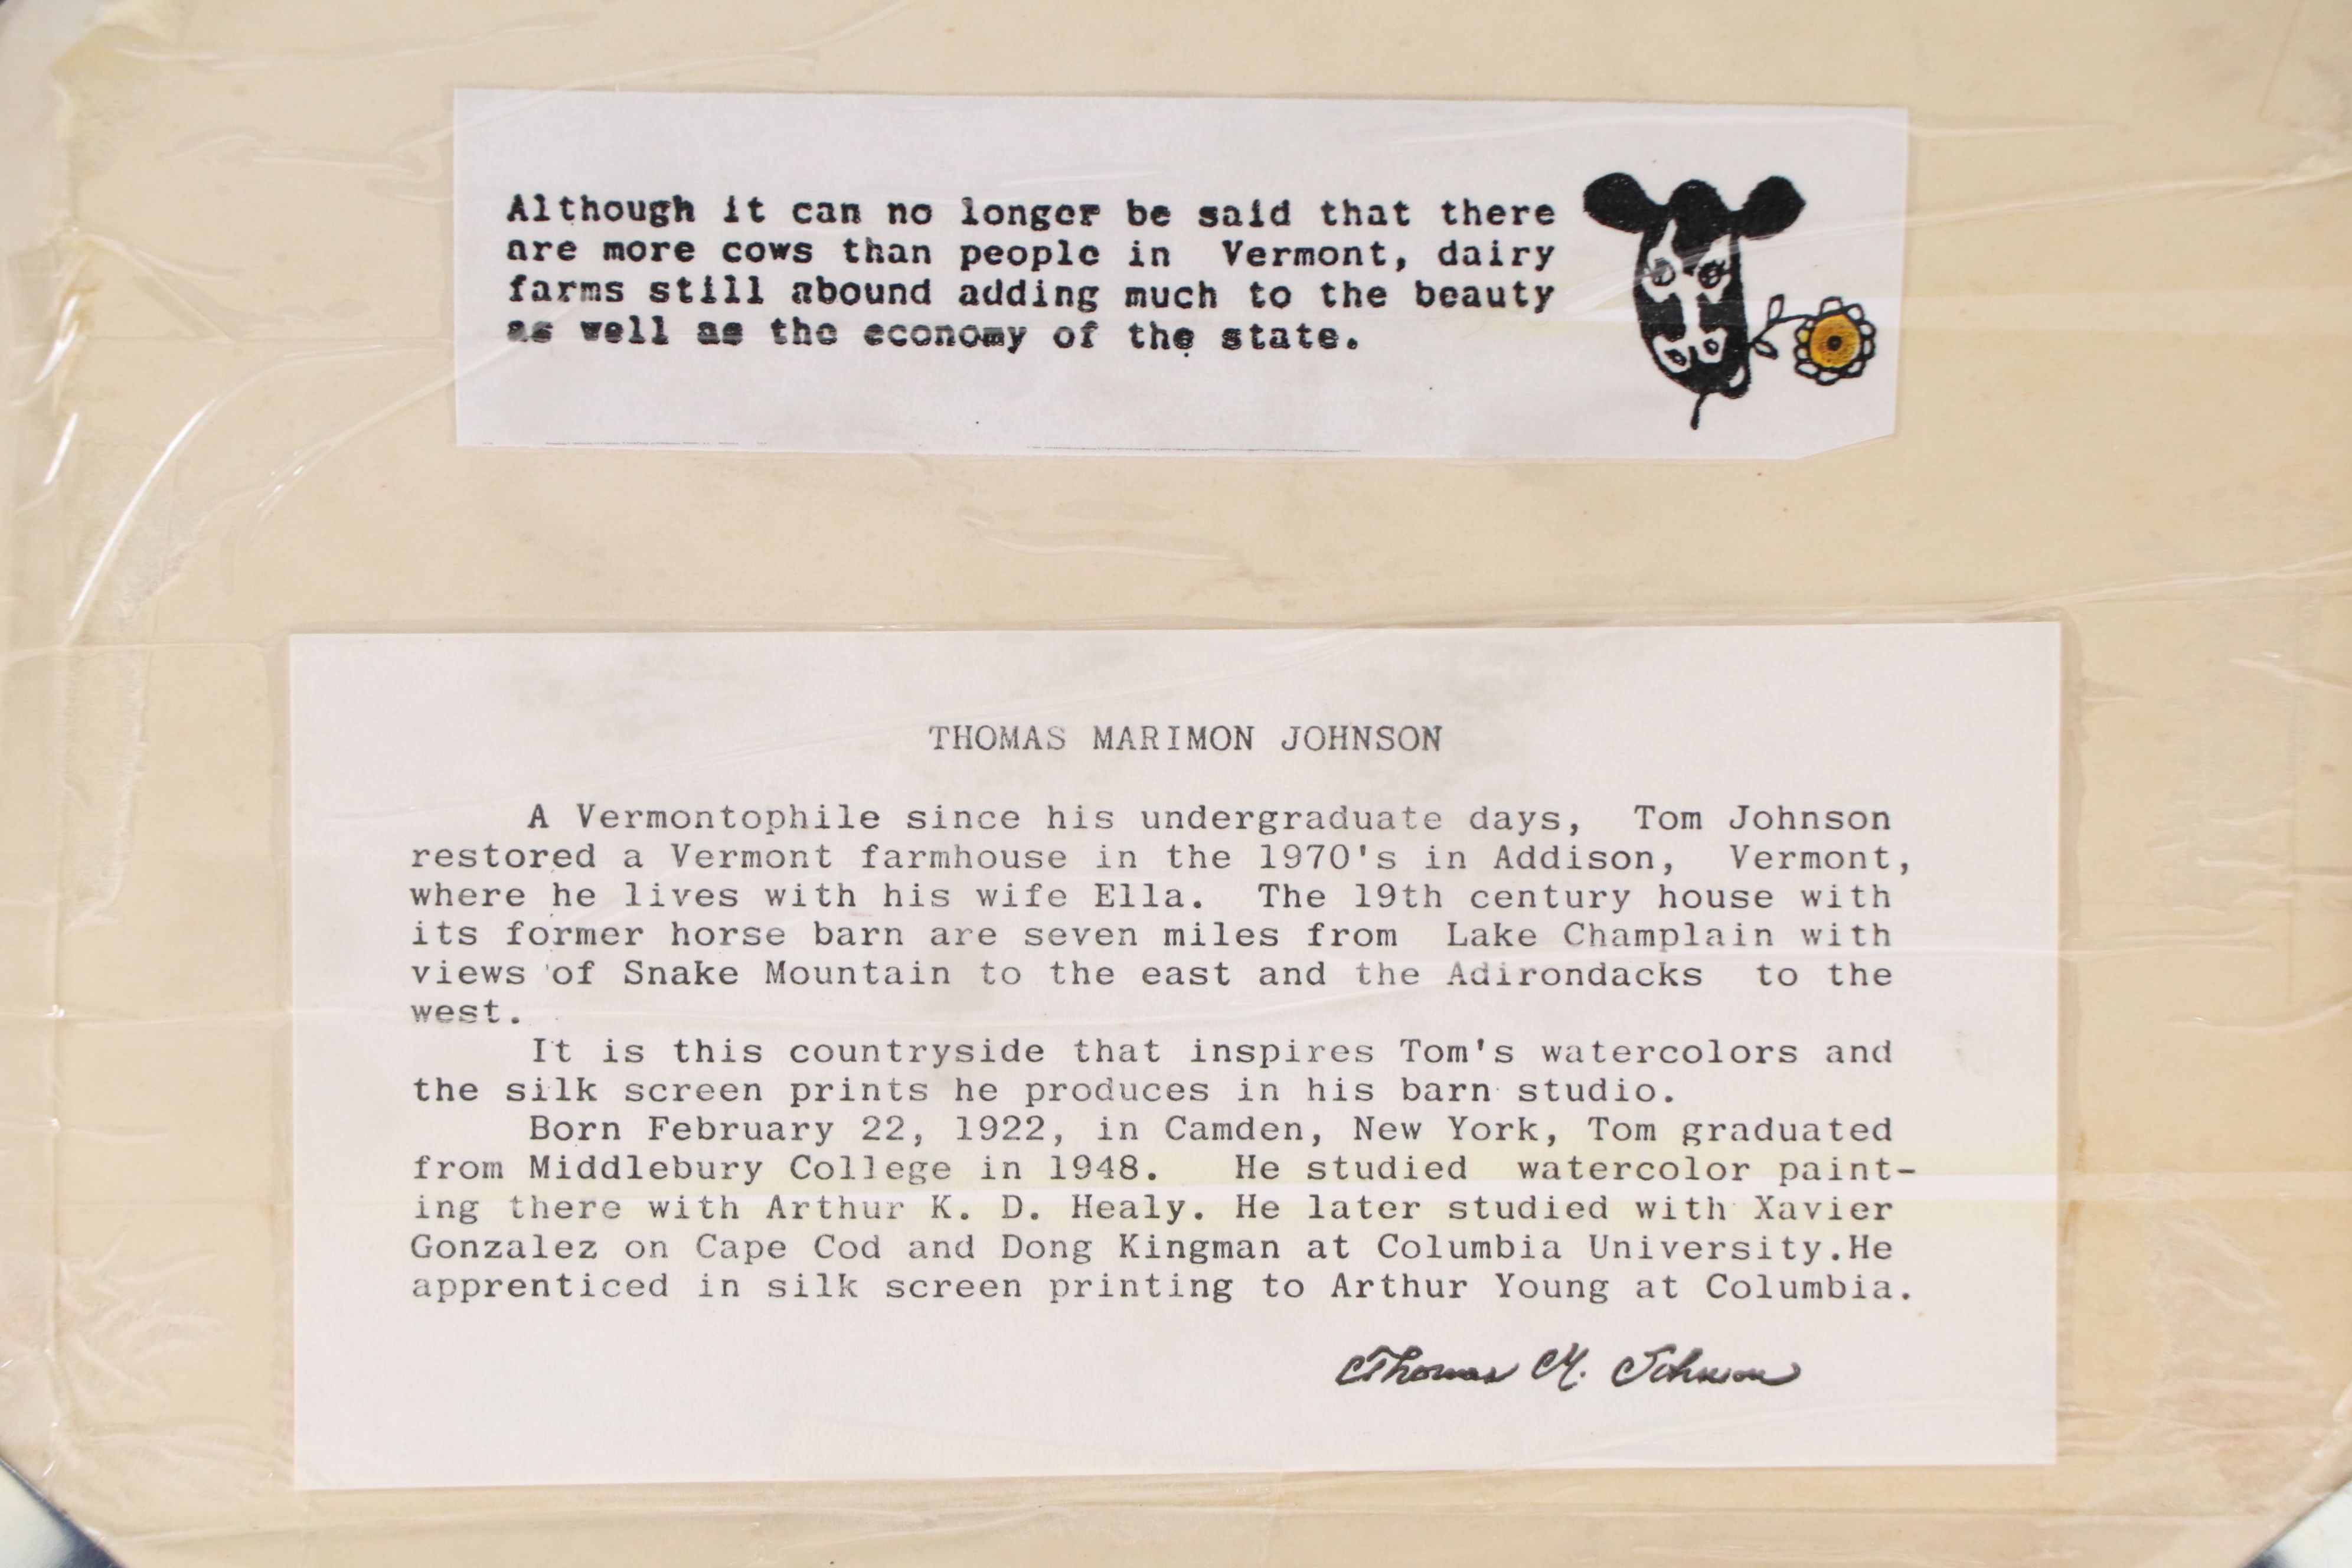 Although it can no longer be said that there
are more cows than people in Vermont, dairy
farms still abound adding much to the beauty
as well as the economy of the state.
THOMAS MARIMON JOHNSON
A Vermontophile since his undergraduate days, Tom Johnson
restored a Vermont farmhouse in the 1970's in Addison, Vermont,
where he lives with his wife Ella. The 19th century house with
its former horse barn are seven miles from Lake Champlain with
views of Snake Mountain to the east and the Adirondacks to the
west.
It is this countryside that inspires Tom's watercolors and
the silk screen prints he produces in his barn studio.
Born February 22, 1922, in Camden, New York, Tom graduated
from Middlebury College in 1948. He studied watercolor paint-
ing there with Arthur K. D. Healy. He later studied with Xavier
Gonzalez on Cape Cod and Dong Kingman at Columbia University.He
apprenticed in silk screen printing to Arthur Young at Columbia.
Thomas M. Johnson